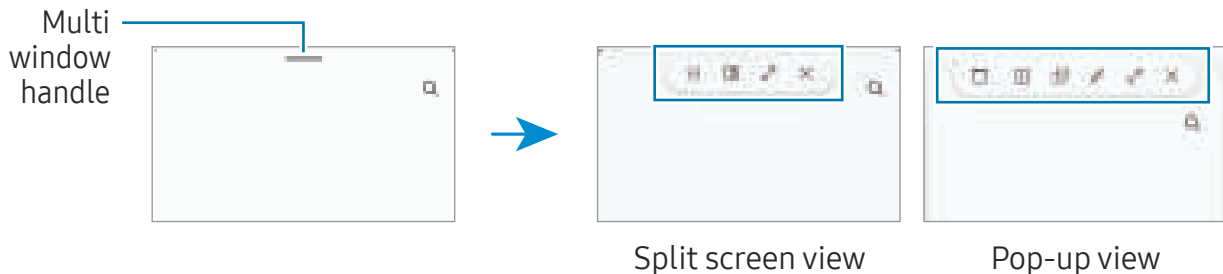 Multi
window
handle
Split screen view
Pop-up view